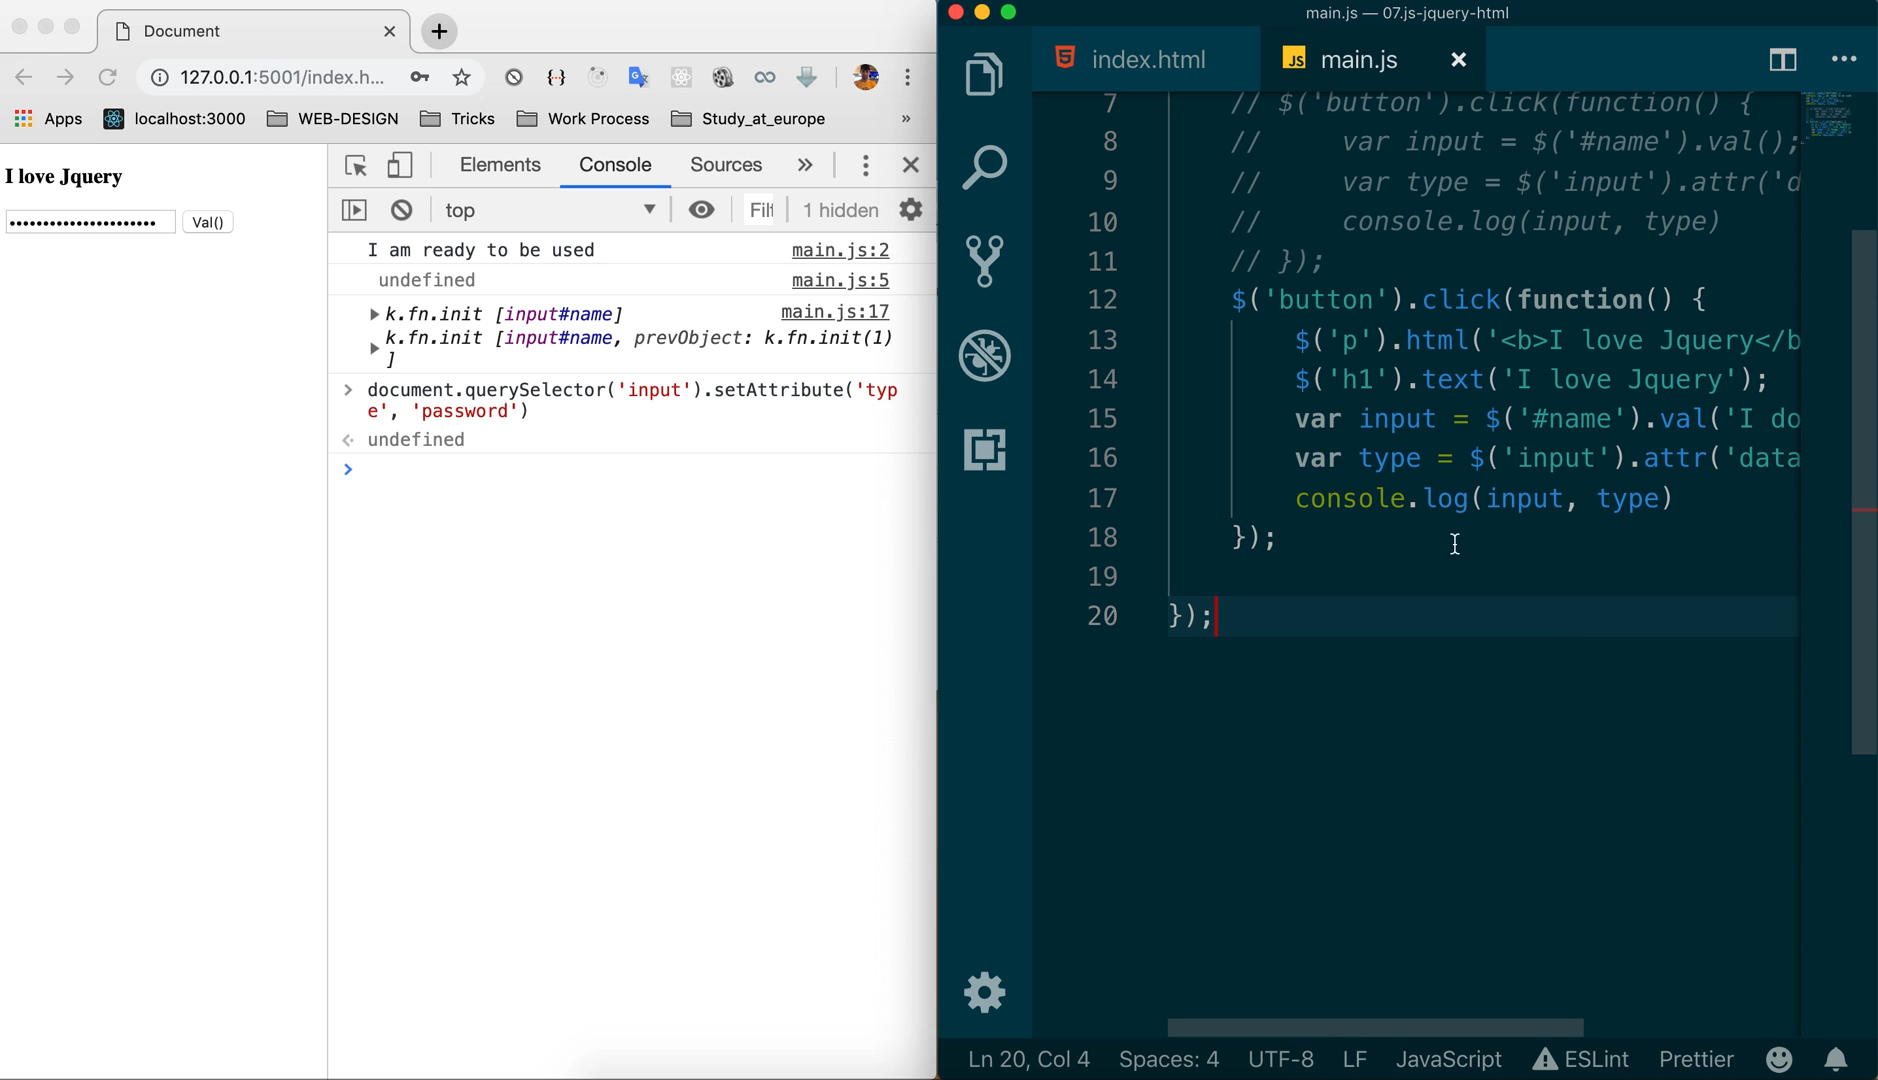 Document
127.0.0.1:5001/index.h...
Apps
localhost:3000
WEB-DESIGN
Tricks
Work Process
Study_at_europe
»
I love Jquery
••••••••••••••••••••••
Val()
Elements
Console
Sources
»
top
Filt
1 hidden
I am ready to be used main.js:2
undefined main.js:5
k.fn.init [input#name] main.js:17
k.fn.init [input#name, prevObject: k.fn.init(1)
]
> document.querySelector('input').setAttribute('typ
e', 'password')
undefined
>
main.js — 07.js-jquery-html
index.html
JS main.js
7 // $('button').click(function() {
8 //     var input = $('#name').val();
9 //     var type = $('input').attr('d
10 //     console.log(input, type)
11 // });
12 $('button').click(function() {
13 $('p').html('<b>I love Jquery</b
14 $('h1').text('I love Jquery');
15 var input = $('#name').val('I do
16 var type = $('input').attr('data
17 console.log(input, type)
18 });
19
20 });
Ln 20, Col 4
Spaces: 4
UTF-8
LF
JavaScript
ESLint
Prettier